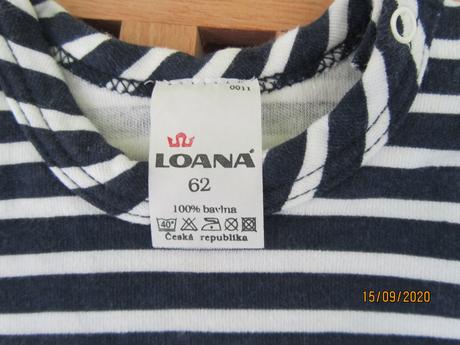 0011
LOANA
62
100% bavlna
40°
Česká republika
15/09/2020